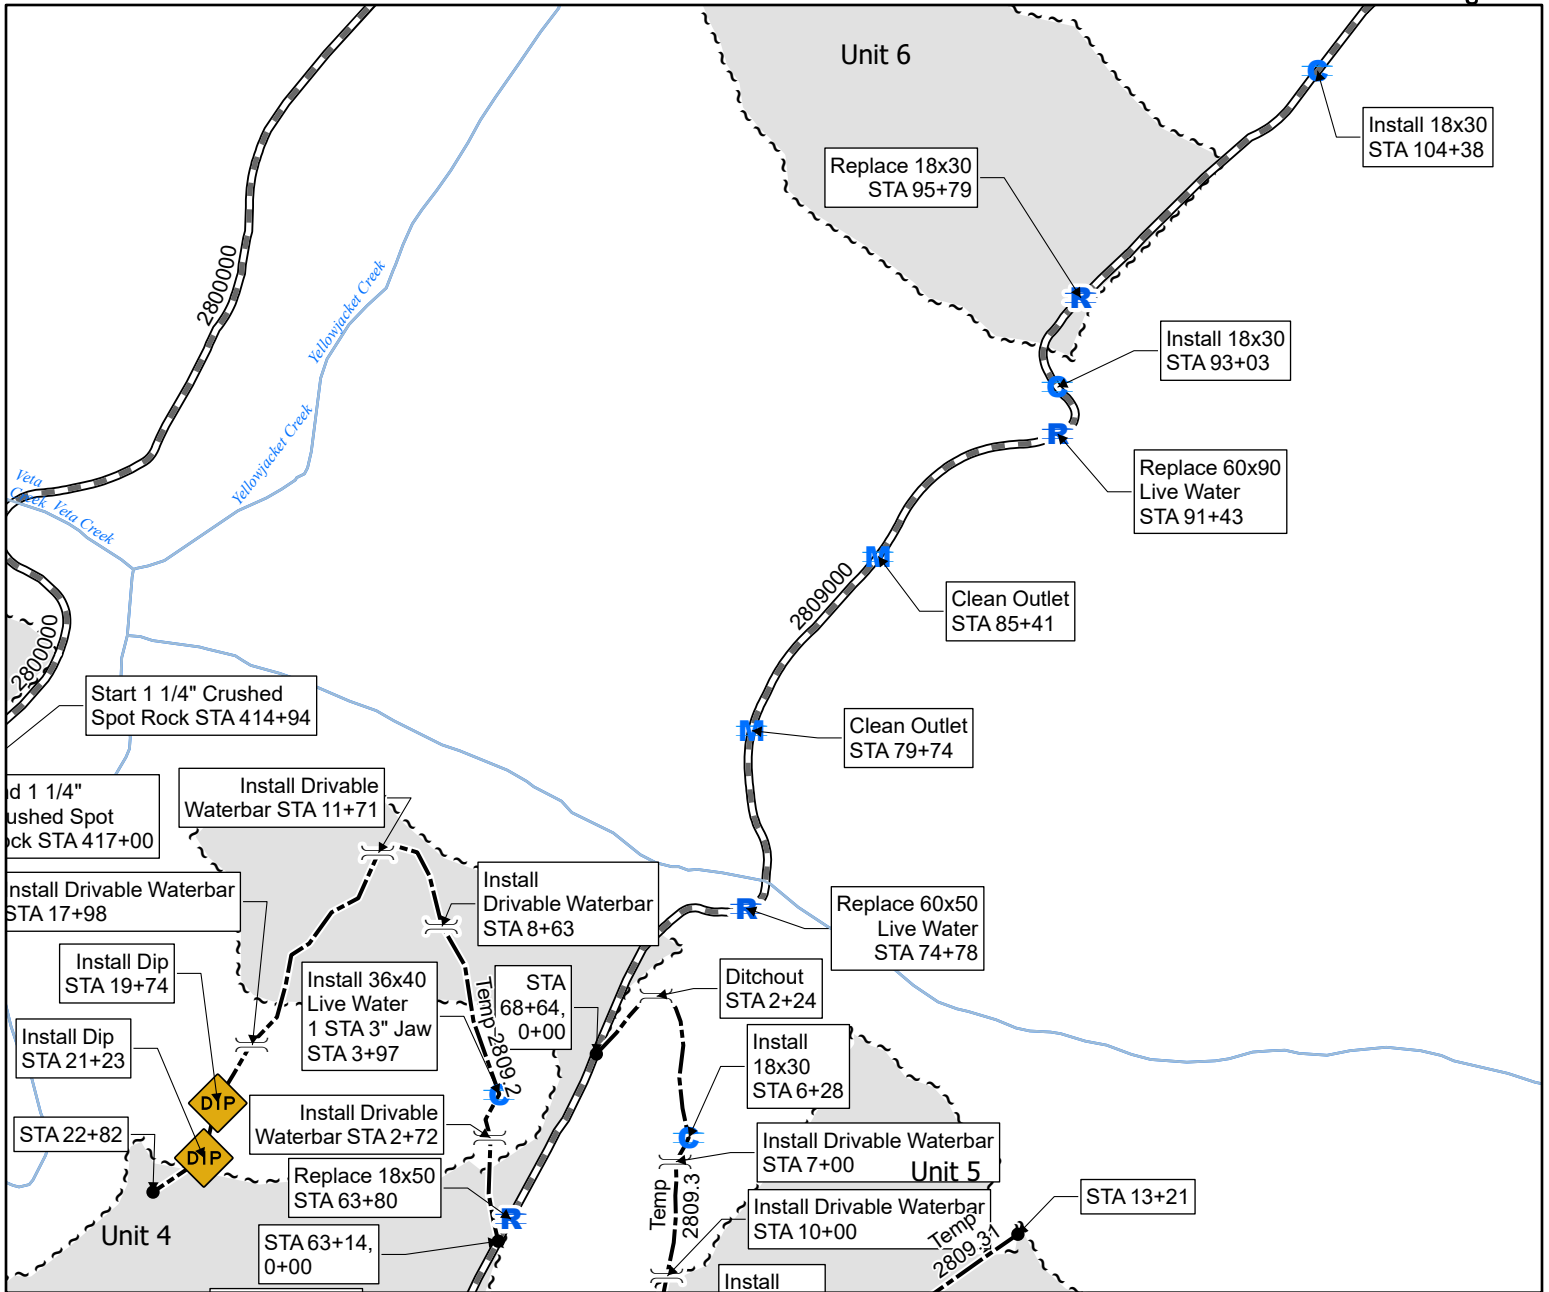 Unit 6
C
Install 18x30
STA 104+38
Replace 18x30
STA 95+79
R
2800000
Yellowjacket Creek
Install 18x30
STA 93+03
C
R
Yellowjacket Creek
Replace 60x90
Live Water
STA 91+43
Veta
Creek
Veta Creek
M
2809000
Clean Outlet
STA 85+41
2800000
Start 1 1/4" Crushed
Spot Rock STA 414+94
Clean Outlet
STA 79+74
M
d 1 1/4"
ushed Spot
ock STA 417+00
Install Drivable
Waterbar STA 11+71
nstall Drivable Waterbar
STA 17+98
Install
Drivable Waterbar
STA 8+63
R
Replace 60x50
Live Water
STA 74+78
Install Dip
STA 19+74
Install 36x40
Live Water
1 STA 3" Jaw
STA 3+97
Temp 2809.2
STA
68+64,
0+00
Ditchout
STA 2+24
Install Dip
STA 21+23
Install
18x30
STA 6+28
DIP
C
STA 22+82
Install Drivable
Waterbar STA 2+72
C
DIP
Install Drivable Waterbar
STA 7+00
Unit 5
Replace 18x50
STA 63+80
R
Temp
2809.3
Install Drivable Waterbar
STA 10+00
STA 13+21
Unit 4
STA 63+14,
0+00
Temp
2809.31
Install